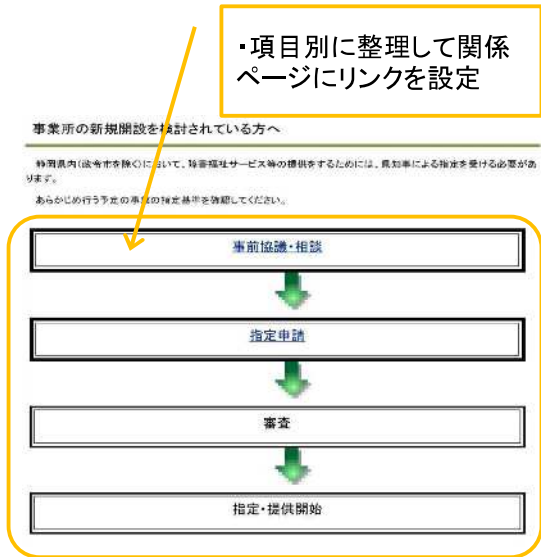 ・項目別に整理して関係
ページにリンクを設定
事業所の新規開設を検討されている方へ
静岡県内(政令市を除く)において、障害福祉サービス等の提供をするためには、県知事による指定を受ける必要があ
ります。
あらかじめ行う予定の事業の指定基準を確認してください。
事前協議・相談
指定申請
審査
指定・提供開始